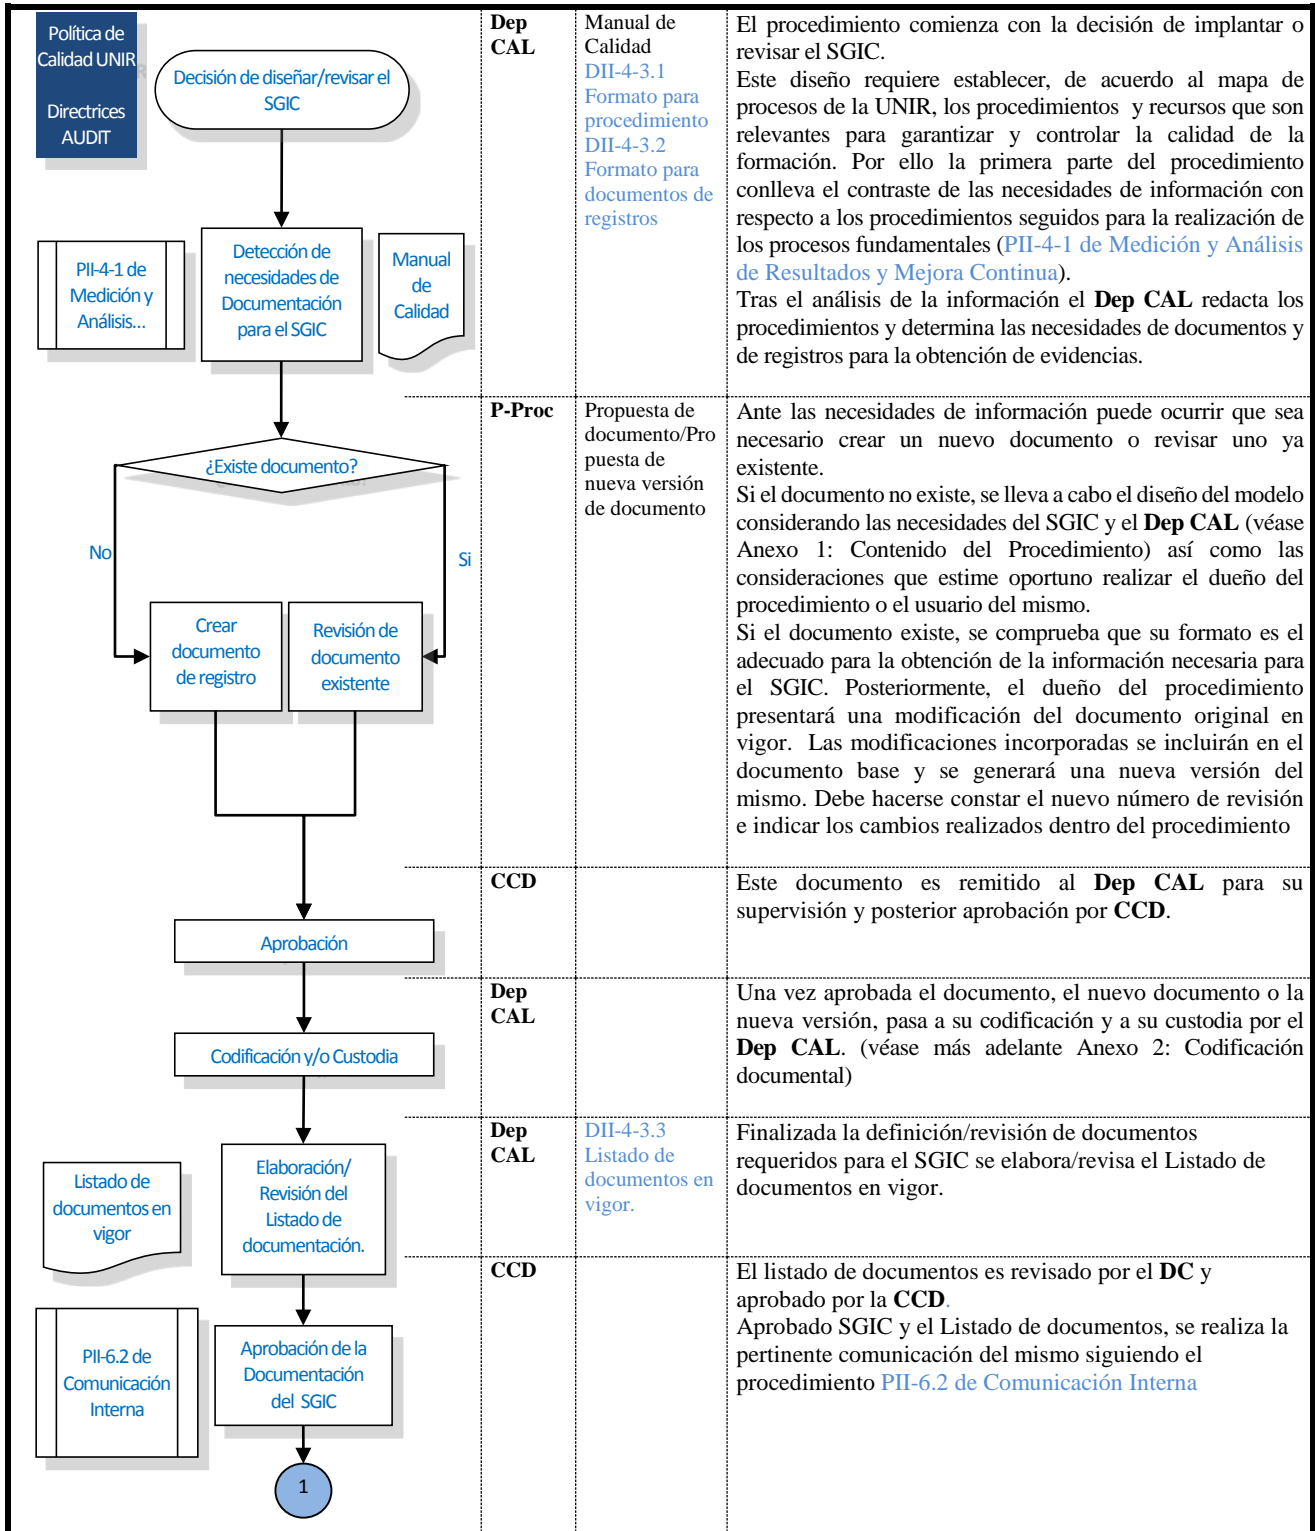 Política de
Calidad UNIR
Directrices
AUDIT
Decisión de diseñar/revisar el
SGIC
Dep
CAL
Manual de
Calidad
DII-4-3.1
Formato para
procedimiento
DII-4-3.2
Formato para
documentos de
registros
El procedimiento comienza con la decisión de implantar o
revisar el SGIC.
Este diseño requiere establecer, de acuerdo al mapa de
procesos de la UNIR, los procedimientos y recursos que son
relevantes para garantizar y controlar la calidad de la
formación. Por ello la primera parte del procedimiento
conlleva el contraste de las necesidades de información con
respecto a los procedimientos seguidos para la realización de
los procesos fundamentales (PII-4-1 de Medición y Análisis
de Resultados y Mejora Continua).
Tras el análisis de la información el Dep CAL redacta los
procedimientos y determina las necesidades de documentos y
de registros para la obtención de evidencias.
PII-4-1 de
Medición y
Análisis...
Detección de
necesidades de
Documentación
para el SGIC
Manual
de
Calidad
¿Existe documento?
No
Si
Crear
documento
de registro
Revisión de
documento
existente
P-Proc
Propuesta de
documento/Pro
puesta de
nueva versión
de documento
Ante las necesidades de información puede ocurrir que sea
necesario crear un nuevo documento o revisar uno ya
existente.
Si el documento no existe, se lleva a cabo el diseño del modelo
considerando las necesidades del SGIC y el Dep CAL (véase
Anexo 1: Contenido del Procedimiento) así como las
consideraciones que estime oportuno realizar el dueño del
procedimiento o el usuario del mismo.
Si el documento existe, se comprueba que su formato es el
adecuado para la obtención de la información necesaria para
el SGIC. Posteriormente, el dueño del procedimiento
presentará una modificación del documento original en
vigor. Las modificaciones incorporadas se incluirán en el
documento base y se generará una nueva versión del
mismo. Debe hacerse constar el nuevo número de revisión
e indicar los cambios realizados dentro del procedimiento
Aprobación
CCD
Este documento es remitido al Dep CAL para su
supervisión y posterior aprobación por CCD.
Codificación y/o Custodia
Dep
CAL
Una vez aprobada el documento, el nuevo documento o la
nueva versión, pasa a su codificación y a su custodia por el
Dep CAL. (véase más adelante Anexo 2: Codificación
documental)
Listado de
documentos en
vigor
Elaboración/
Revisión del
Listado de
documentación.
Dep
CAL
DII-4-3.3
Listado de
documentos en
vigor.
Finalizada la definición/revisión de documentos
requeridos para el SGIC se elabora/revisa el Listado de
documentos en vigor.
PII-6.2 de
Comunicación
Interna
Aprobación de la
Documentación
del SGIC
1
CCD
El listado de documentos es revisado por el DC y
aprobado por la CCD.
Aprobado SGIC y el Listado de documentos, se realiza la
pertinente comunicación del mismo siguiendo el
procedimiento PII-6.2 de Comunicación Interna